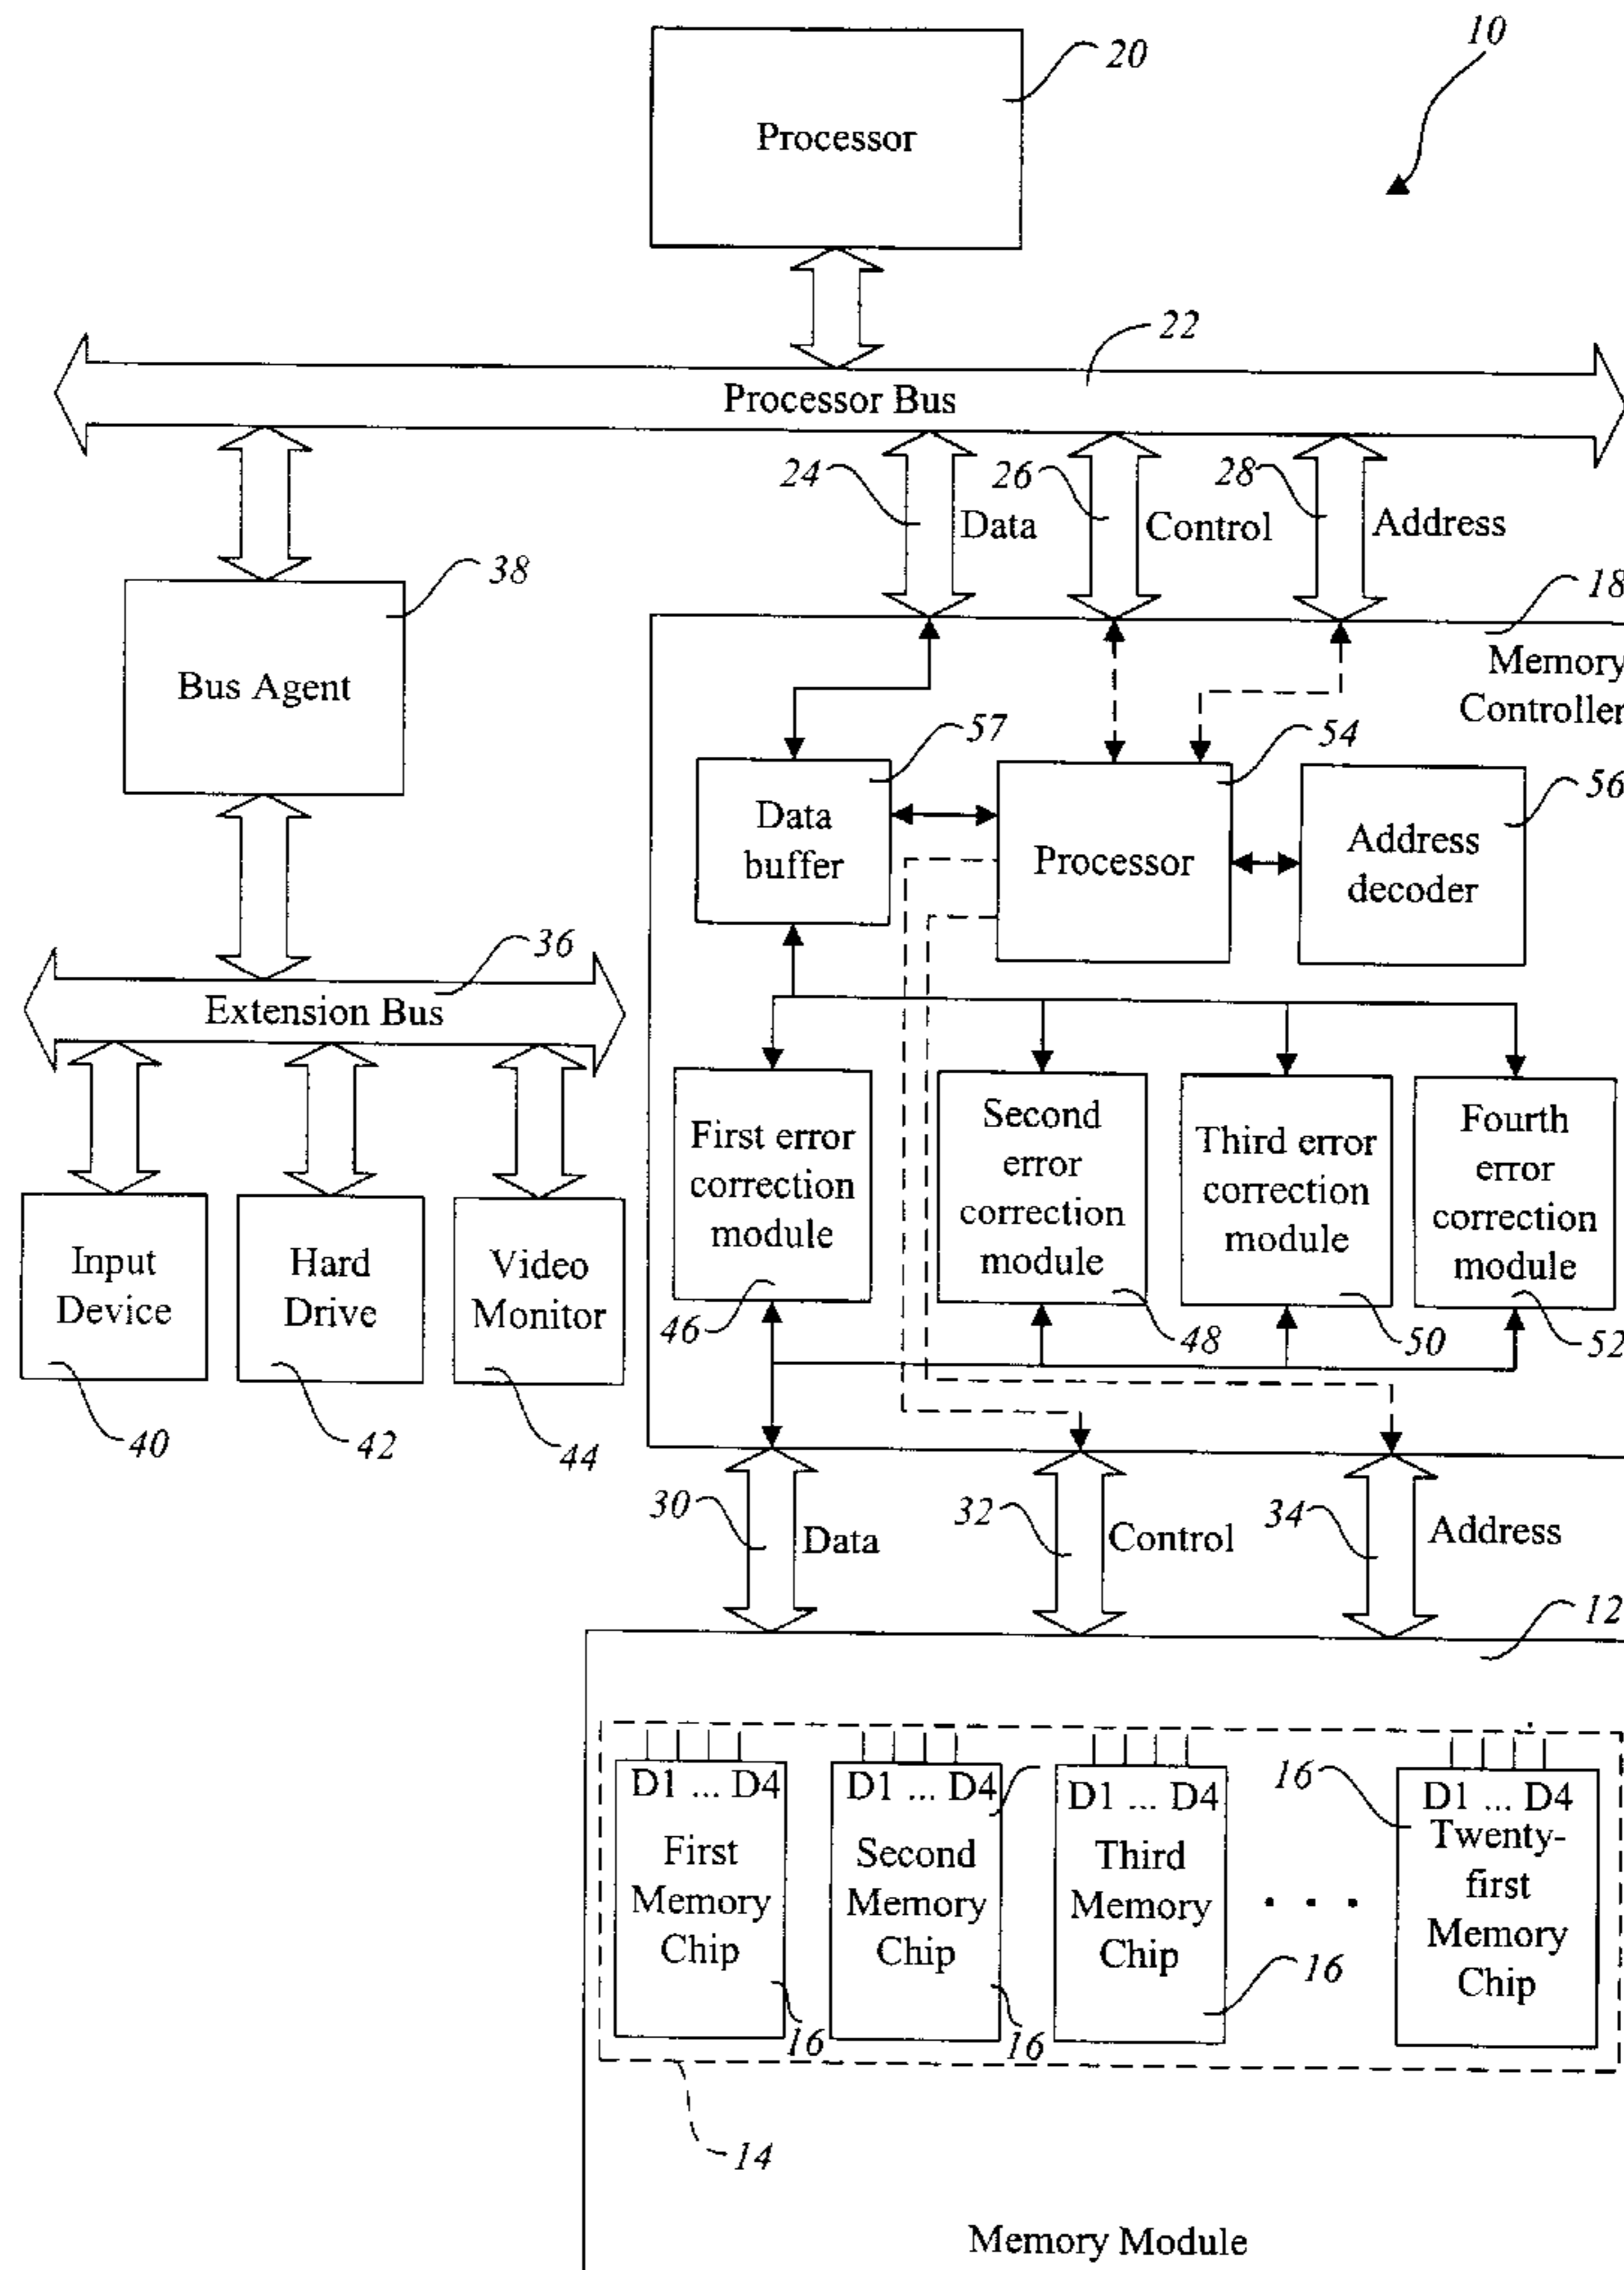 10
20
Processor
22
Processor Bus
24
Data
26
Control
28
Address
38
Bus Agent
18
Memory
Controller
57
Data
buffer
54
Processor
56
Address
decoder
36
Extension Bus
First error
correction
module
46
Second
error
correction
module
48
Third error
correction
module
50
Fourth
error
correction
module
52
Input
Device
40
Hard
Drive
42
Video
Monitor
44
30
Data
32
Control
34
Address
12
D1 ... D4
First
Memory
Chip
16
D1 ... D4
Second
Memory
Chip
16
D1 ... D4
Third
Memory
Chip
16
. . .
16
D1 ... D4
Twenty-
first
Memory
Chip
14
Memory Module